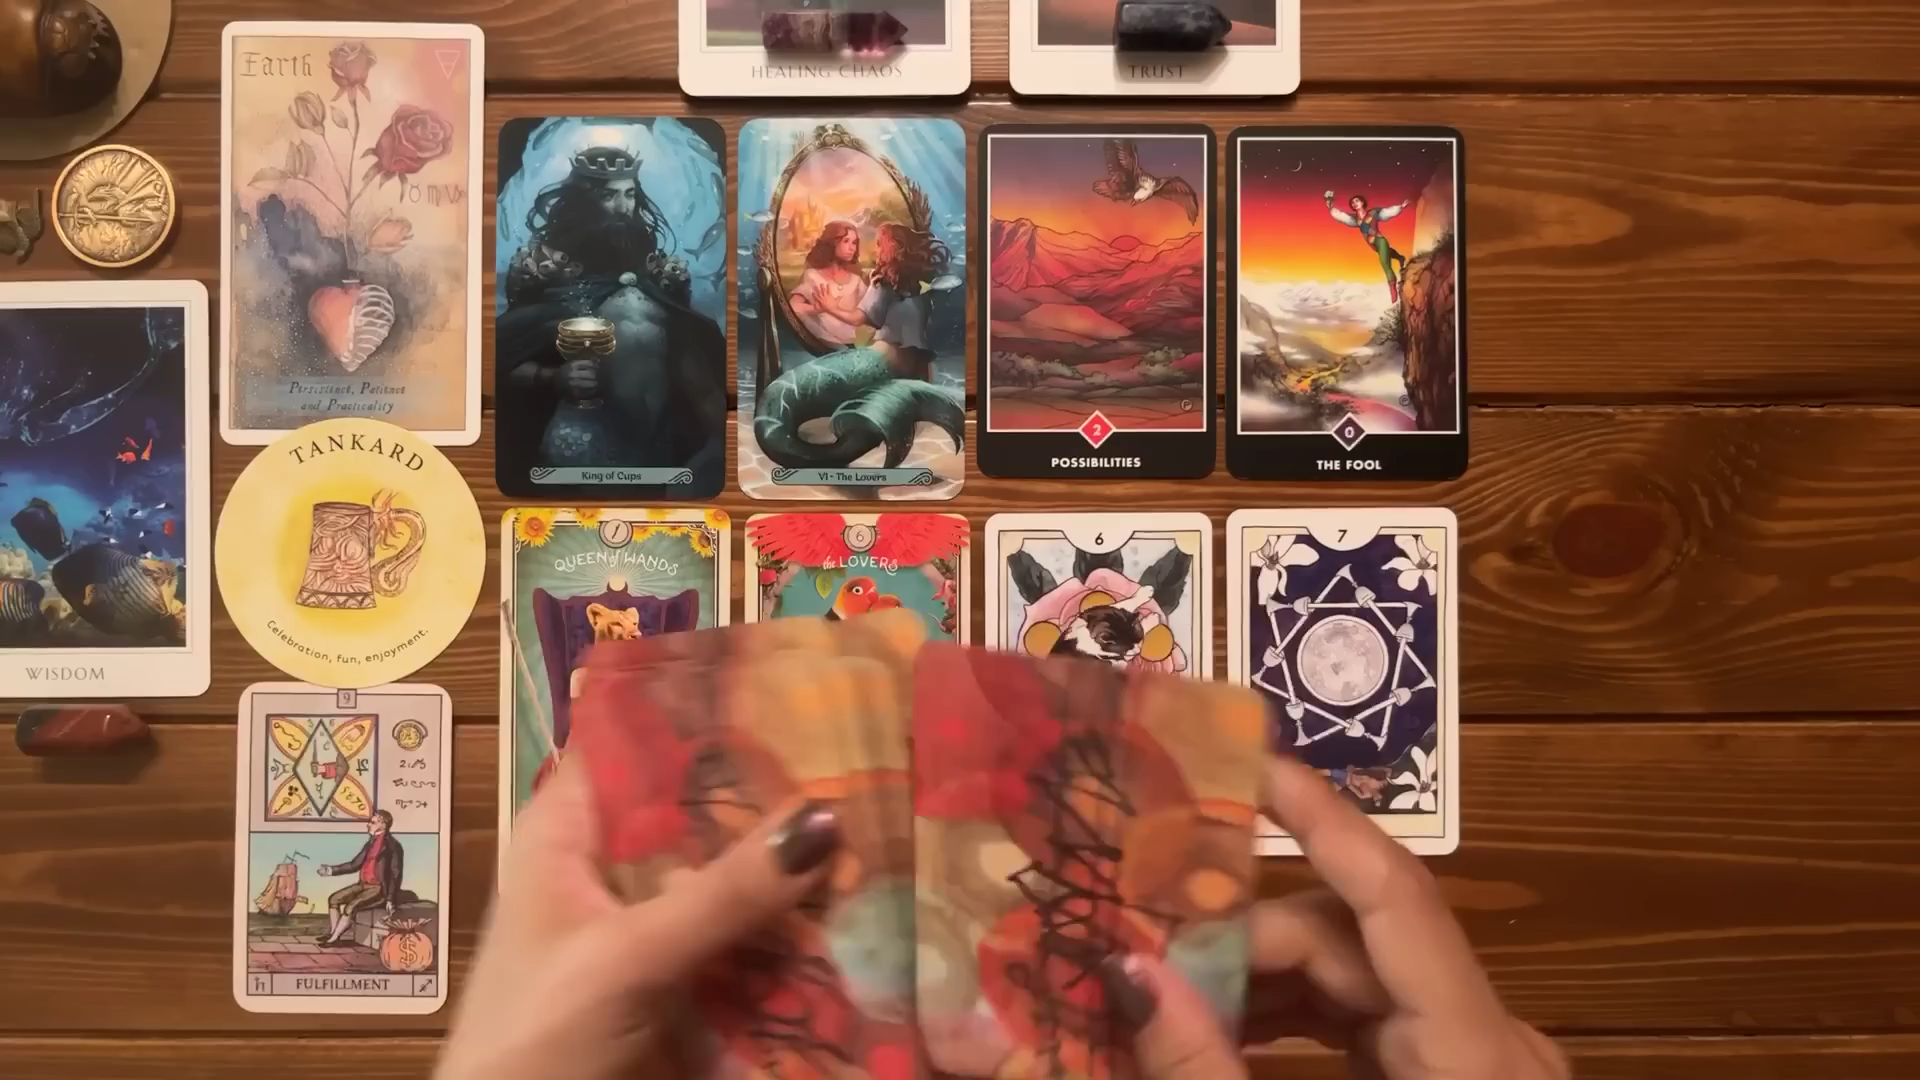 HEALING CHAOS
TRUST
Earth
Persistence, Patience
and Practicality
King of Cups
VI - The Lovers
2
POSSIBILITIES
0
THE FOOL
WISDOM
TANKARD
Celebration, fun, enjoyment.
QUEEN of WANDS
6
the LOVERS
6
7
9
$
FULFILLMENT